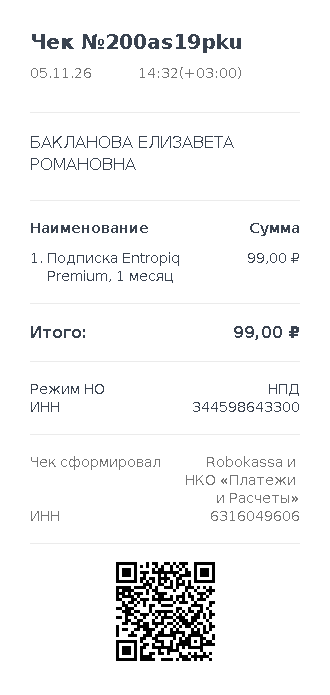 Чек №200as19pku
05.11.26 14:32(+03:00)
БАКЛАНОВА ЕЛИЗАВЕТА
РОМАНОВНА
Наименование Сумма
1. Подписка Entropiq 99,00 ₽
Premium, 1 месяц
Итого: 99,00 ₽
Режим НО НПД
ИНН 344598643300
Чек сформировал Robokassa и
НКО «Платежи
и Расчеты»
ИНН 6316049606